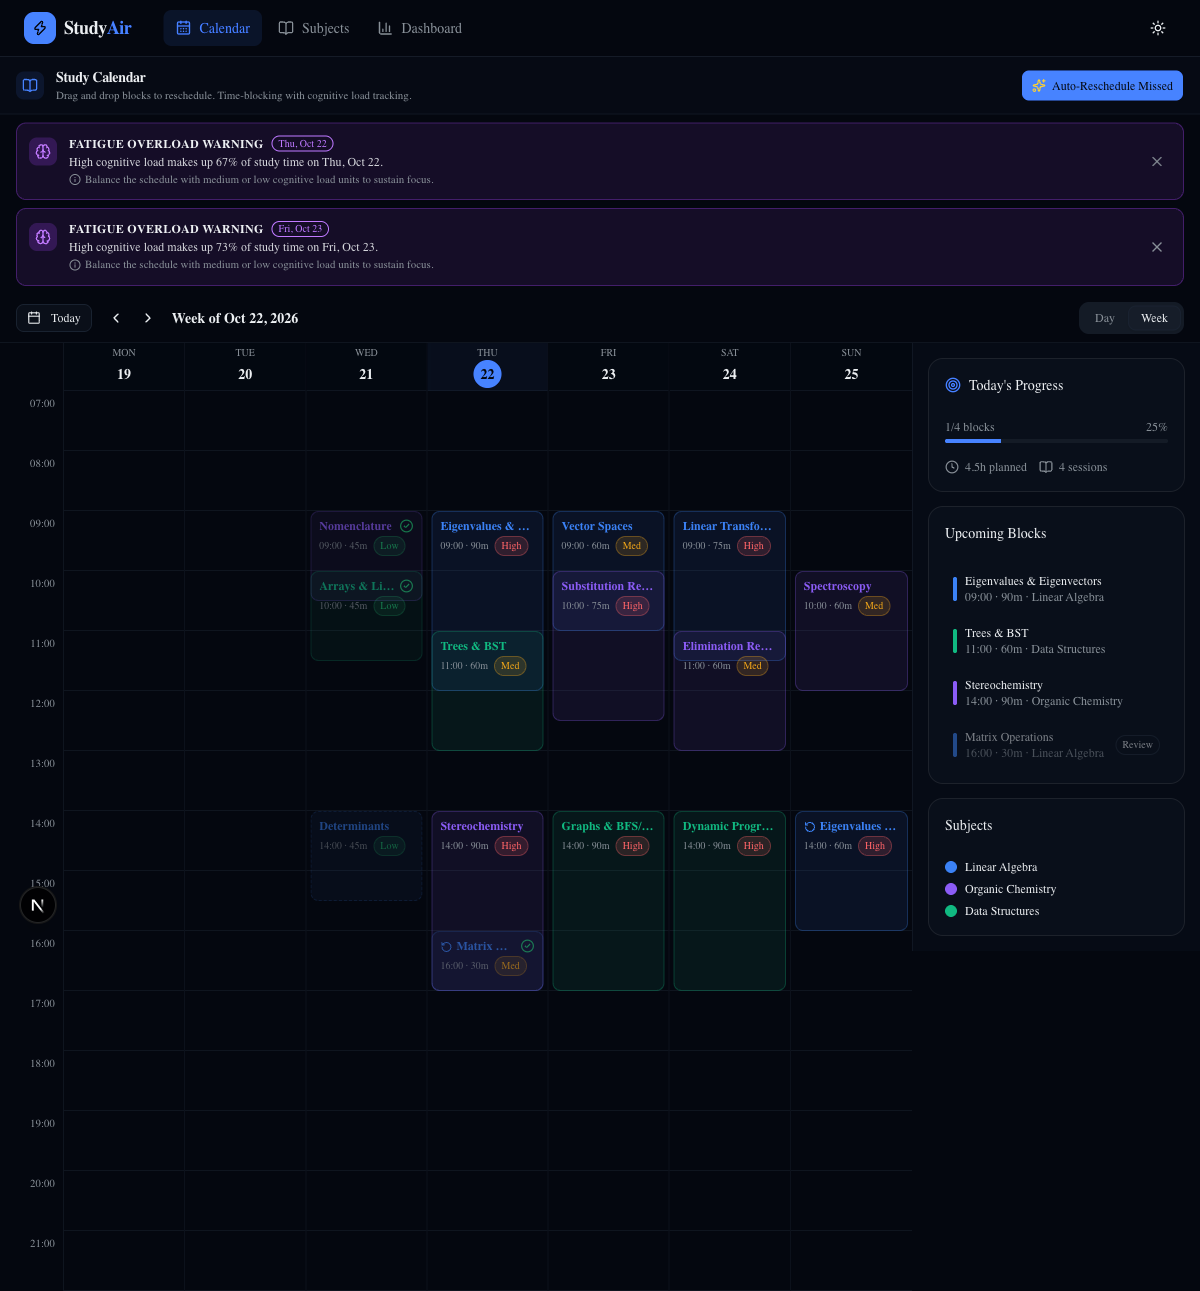 StudyAir
Calendar
Subjects
Dashboard
Study Calendar
Drag and drop blocks to reschedule. Time-blocking with cognitive load tracking.
Auto-Reschedule Missed
FATIGUE OVERLOAD WARNING Thu, Oct 22
High cognitive load makes up 67% of study time on Thu, Oct 22.
Balance the schedule with medium or low cognitive load units to sustain focus.
FATIGUE OVERLOAD WARNING Fri, Oct 23
High cognitive load makes up 73% of study time on Fri, Oct 23.
Balance the schedule with medium or low cognitive load units to sustain focus.
Today
Week of Oct 22, 2026
Day
Week
MON
19
TUE
20
WED
21
THU
22
FRI
23
SAT
24
SUN
25
07:00
08:00
09:00
10:00
11:00
12:00
13:00
14:00
15:00
16:00
17:00
18:00
19:00
20:00
21:00
Nomenclature
09:00 · 45m Low
Arrays & Li…
10:00 · 45m Low
Determinants
14:00 · 45m Low
Eigenvalues & …
09:00 · 90m High
Trees & BST
11:00 · 60m Med
Stereochemistry
14:00 · 90m High
Matrix …
16:00 · 30m Med
Vector Spaces
09:00 · 60m Med
Substitution Re…
10:00 · 75m High
Graphs & BFS/…
14:00 · 90m High
Linear Transfo…
09:00 · 75m High
Elimination Re…
11:00 · 60m Med
Dynamic Progr…
14:00 · 90m High
Spectroscopy
10:00 · 60m Med
Eigenvalues …
14:00 · 60m High
N
Today's Progress
1/4 blocks 25%
4.5h planned 4 sessions
Upcoming Blocks
Eigenvalues & Eigenvectors
09:00 · 90m · Linear Algebra
Trees & BST
11:00 · 60m · Data Structures
Stereochemistry
14:00 · 90m · Organic Chemistry
Matrix Operations
16:00 · 30m · Linear Algebra
Review
Subjects
Linear Algebra
Organic Chemistry
Data Structures